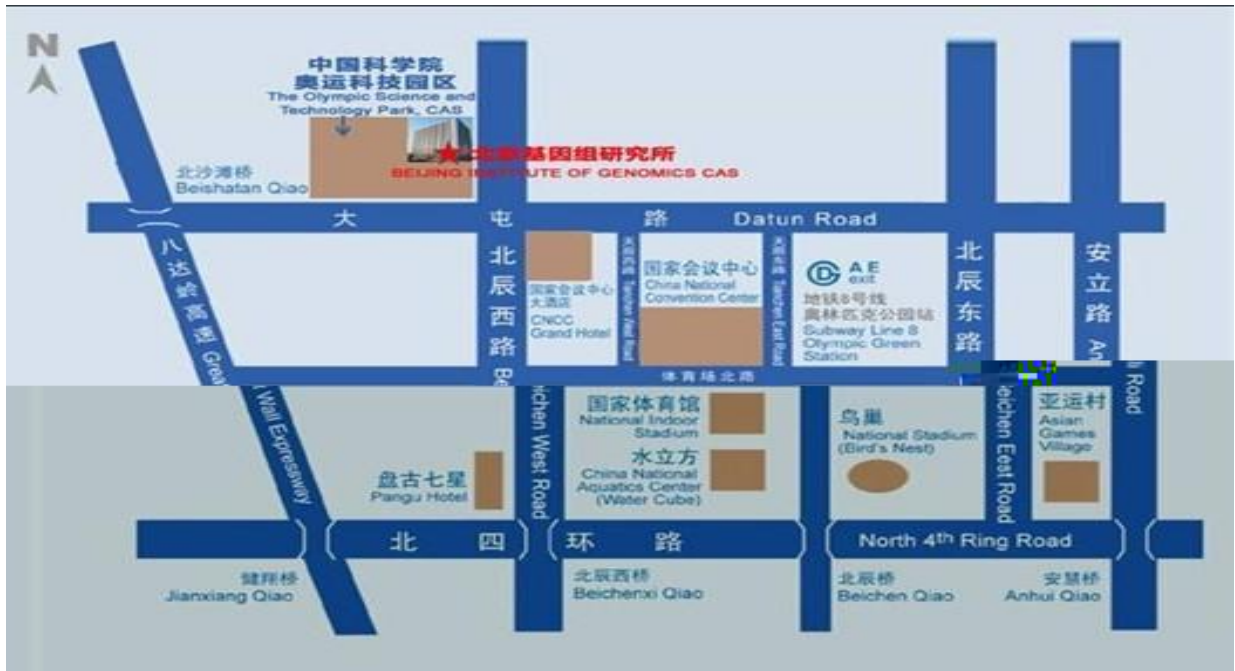 N
中国科学院
奥运科技园区
The Olympic Science and
Technology Park, CAS
基因组研究所
BEIJING INSTITUTE OF GENOMICS CAS
北沙滩桥
Beishatan Qiao
大屯路 Datun Road
八达岭高速 Great Wall Expressway
北辰西路 Beichen West Road
国家会议中心
大酒店
CNCC
Grand Hotel
天辰西路 Tianchen West Road
国家会议中心
China National
Convention Center
天辰东路 Tianchen East Road
A E
exit
地铁8号线
奥林匹克公园站
Subway Line 8
Olympic Green
Station
北辰东路
Beichen Eest Road
安立路 An
li Road
体育场北路
国家体育馆
National Indoor
Stadium
水立方
China National
Aquatics Center
(Water Cube)
鸟巢
National Stadium
(Bird's Nest)
亚运村
Asian
Games
Village
盘古七星
Pangu Hotel
北四环路 North 4th Ring Road
健翔桥
Jianxiang Qiao
北辰西桥
Beichenxi Qiao
北辰桥
Beichen Qiao
安慧桥
Anhui Qiao